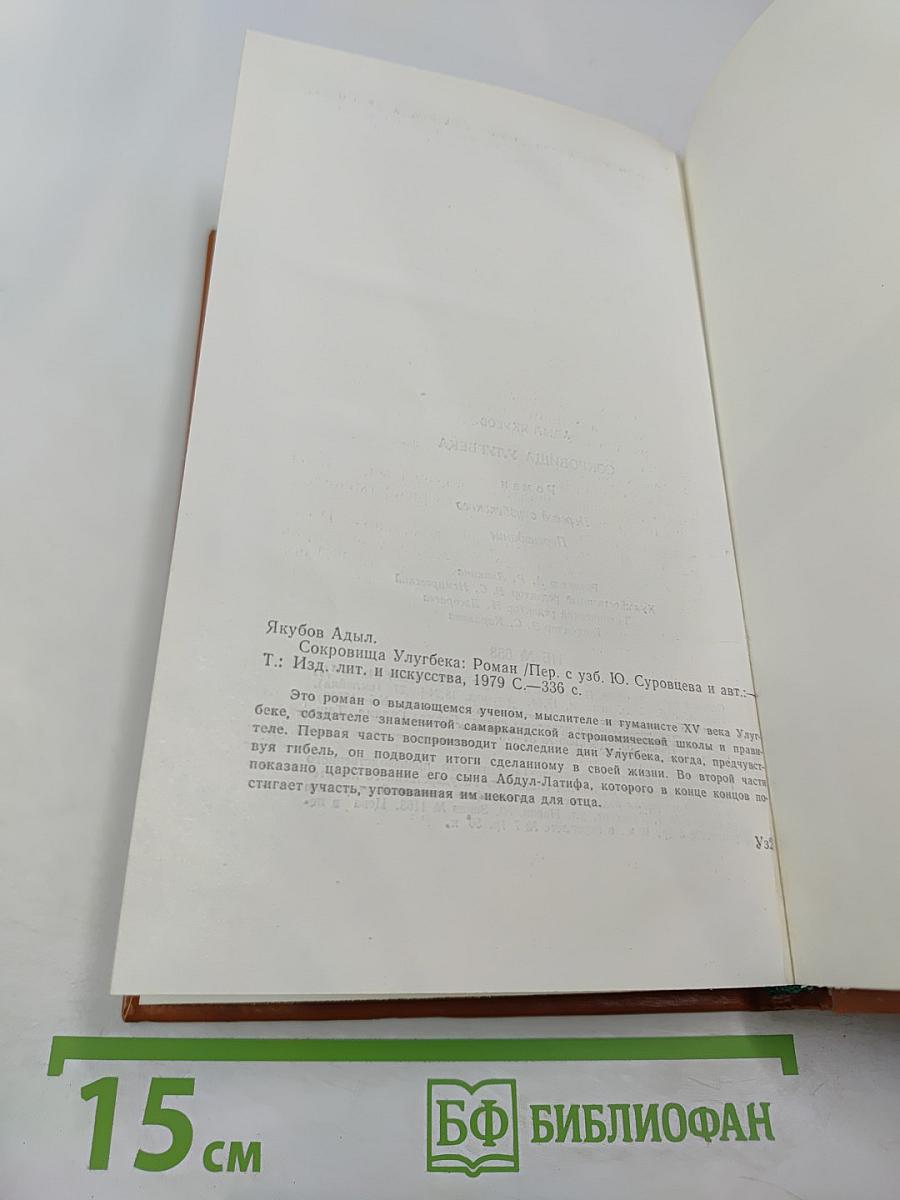 Якубов Адыл.
Сокровища Улугбека: Роман /Пер. с узб. Ю. Суровцева и авт.:—
Т.: Изд. лит. и искусства, 1979 С.—336 с.
Это роман о выдающемся ученом, мыслителе и гуманисте XV века Улуг-
беке, создателе знаменитой самаркандской астрономической школы и прави-
теле. Первая часть воспроизводит последние дни Улугбека, когда, предчувст-
вуя гибель, он подводит итоги сделанному в своей жизни. Во второй части
показано царствование его сына Абдул-Латифа, которого в конце концов по-
стигает участь, уготованная им некогда для отца.
Уз2
15 см
БФ БИБЛИОФАН